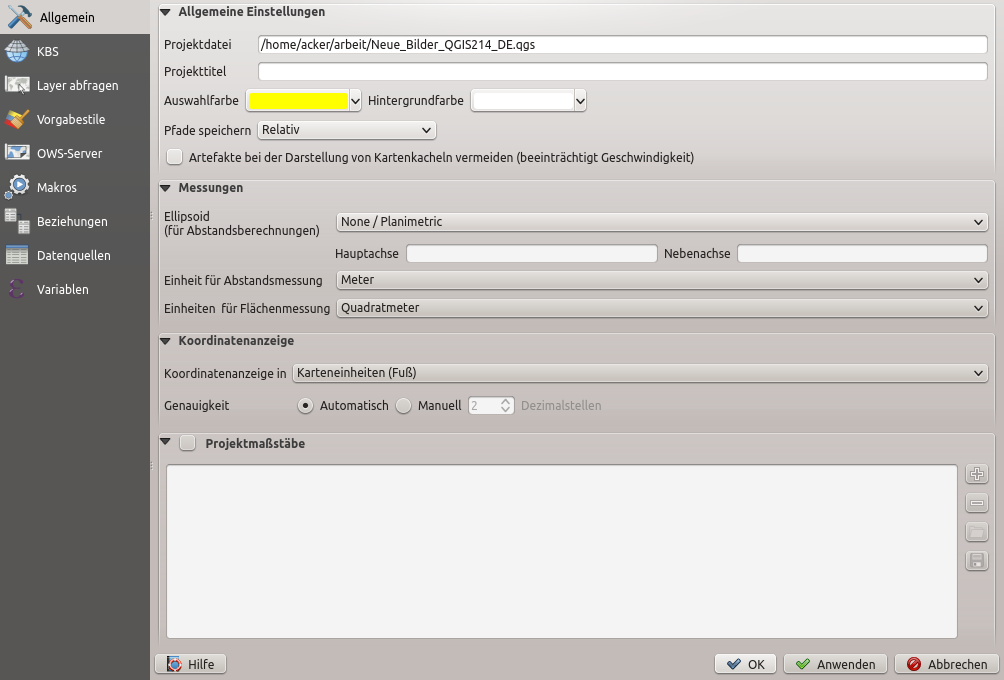 Allgemein
KBS
Layer abfragen
Vorgabestile
OWS-Server
Makros
Beziehungen
Datenquellen
Variablen
Allgemeine Einstellungen
Projektdatei /home/acker/arbeit/Neue_Bilder_QGIS214_DE.qgs
Projekttitel
Auswahlfarbe Hintergrundfarbe
Pfade speichern Relativ
Artefakte bei der Darstellung von Kartenkacheln vermeiden (beeinträchtigt Geschwindigkeit)
Messungen
Ellipsoid
(für Abstandsberechnungen) None / Planimetric
Hauptachse Nebenachse
Einheit für Abstandsmessung Meter
Einheiten für Flächenmessung Quadratmeter
Koordinatenanzeige
Koordinatenanzeige in Karteneinheiten (Fuß)
Genauigkeit Automatisch Manuell 2 Dezimalstellen
Projektmaßstäbe
Hilfe OK Anwenden Abbrechen